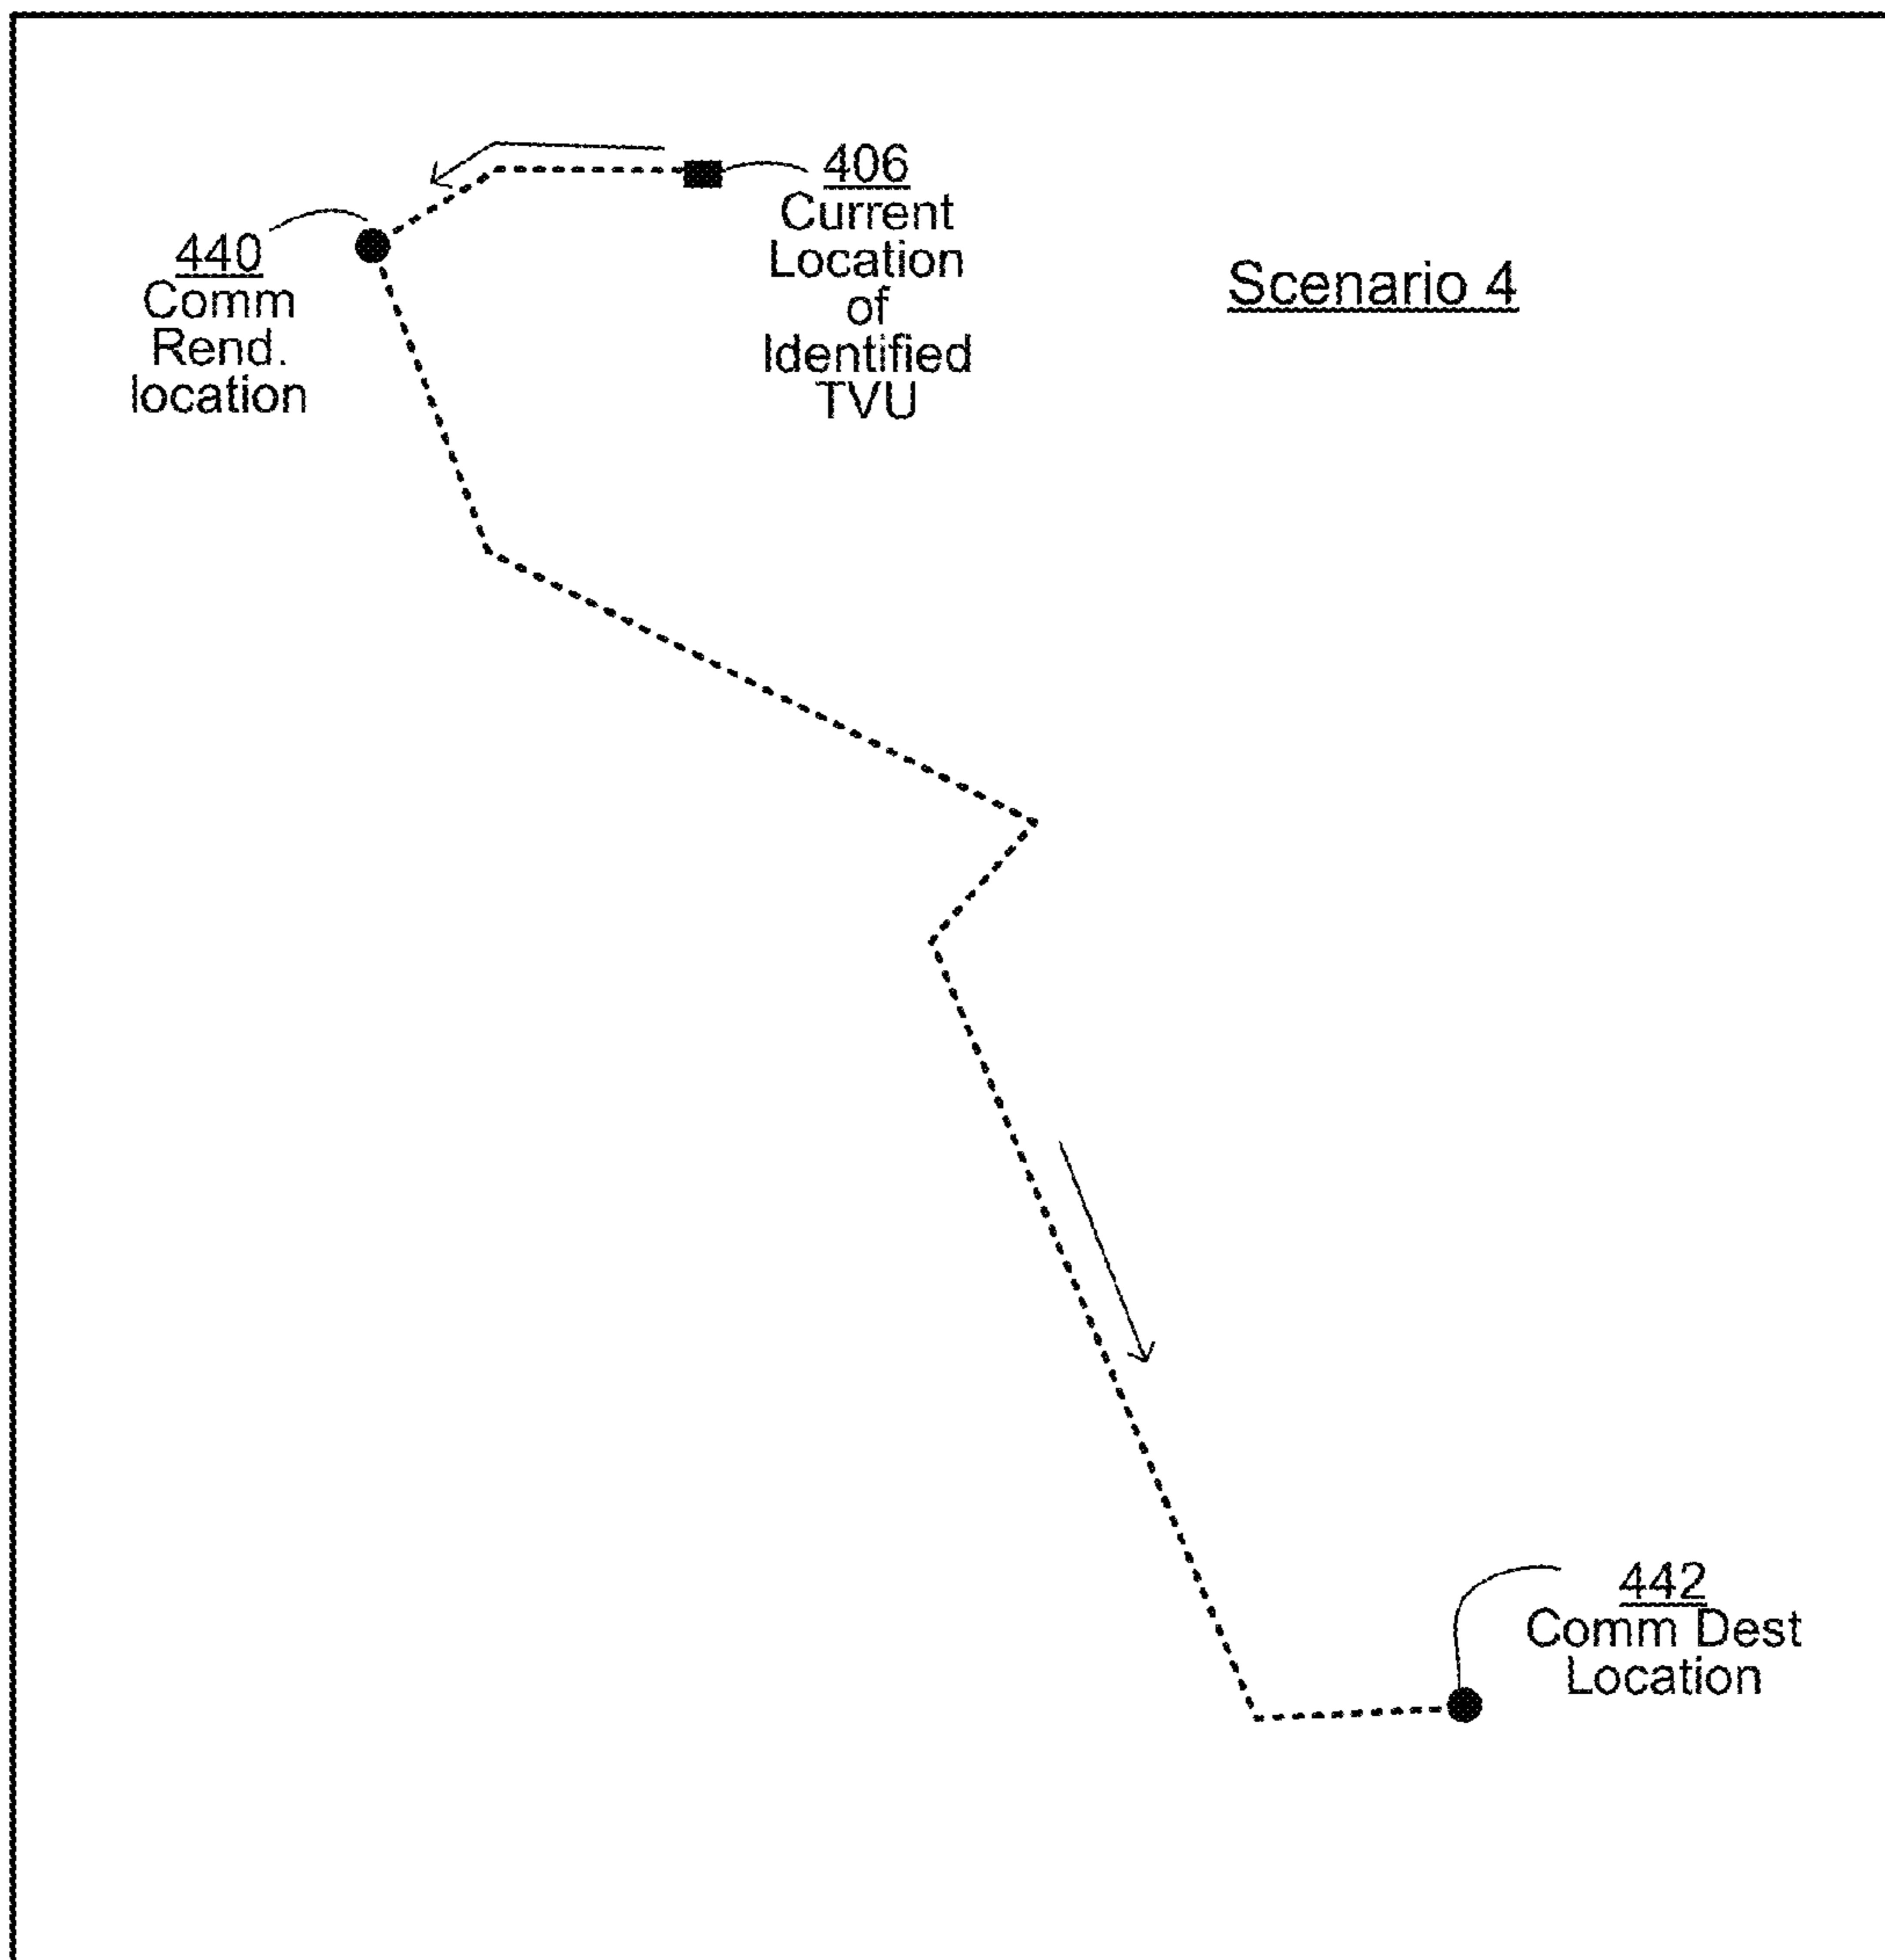 406
Current
Location
of
Identified
TVU
440
Comm
Rend.
location
Scenario 4
442
Comm Dest
Location